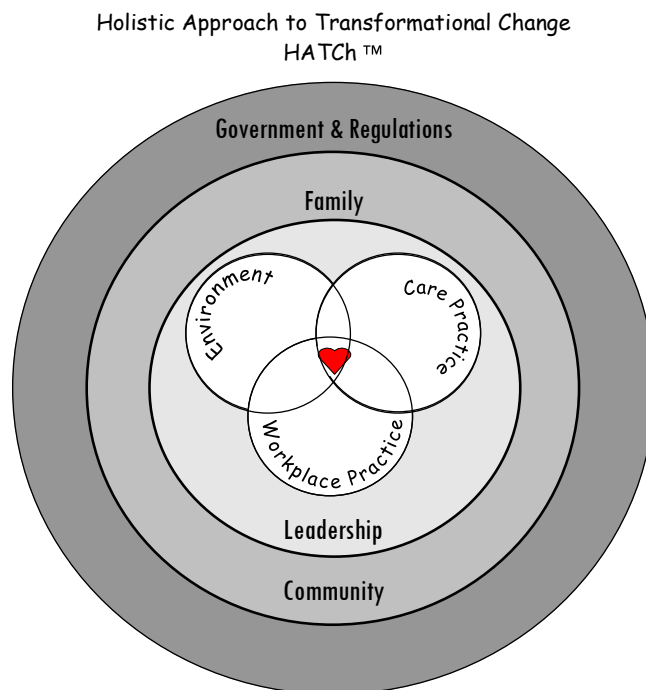 Holistic Approach to Transformational Change
HATCh ™
Government & Regulations
Family
Environment
Care Practice
Workplace Practice
Leadership
Community